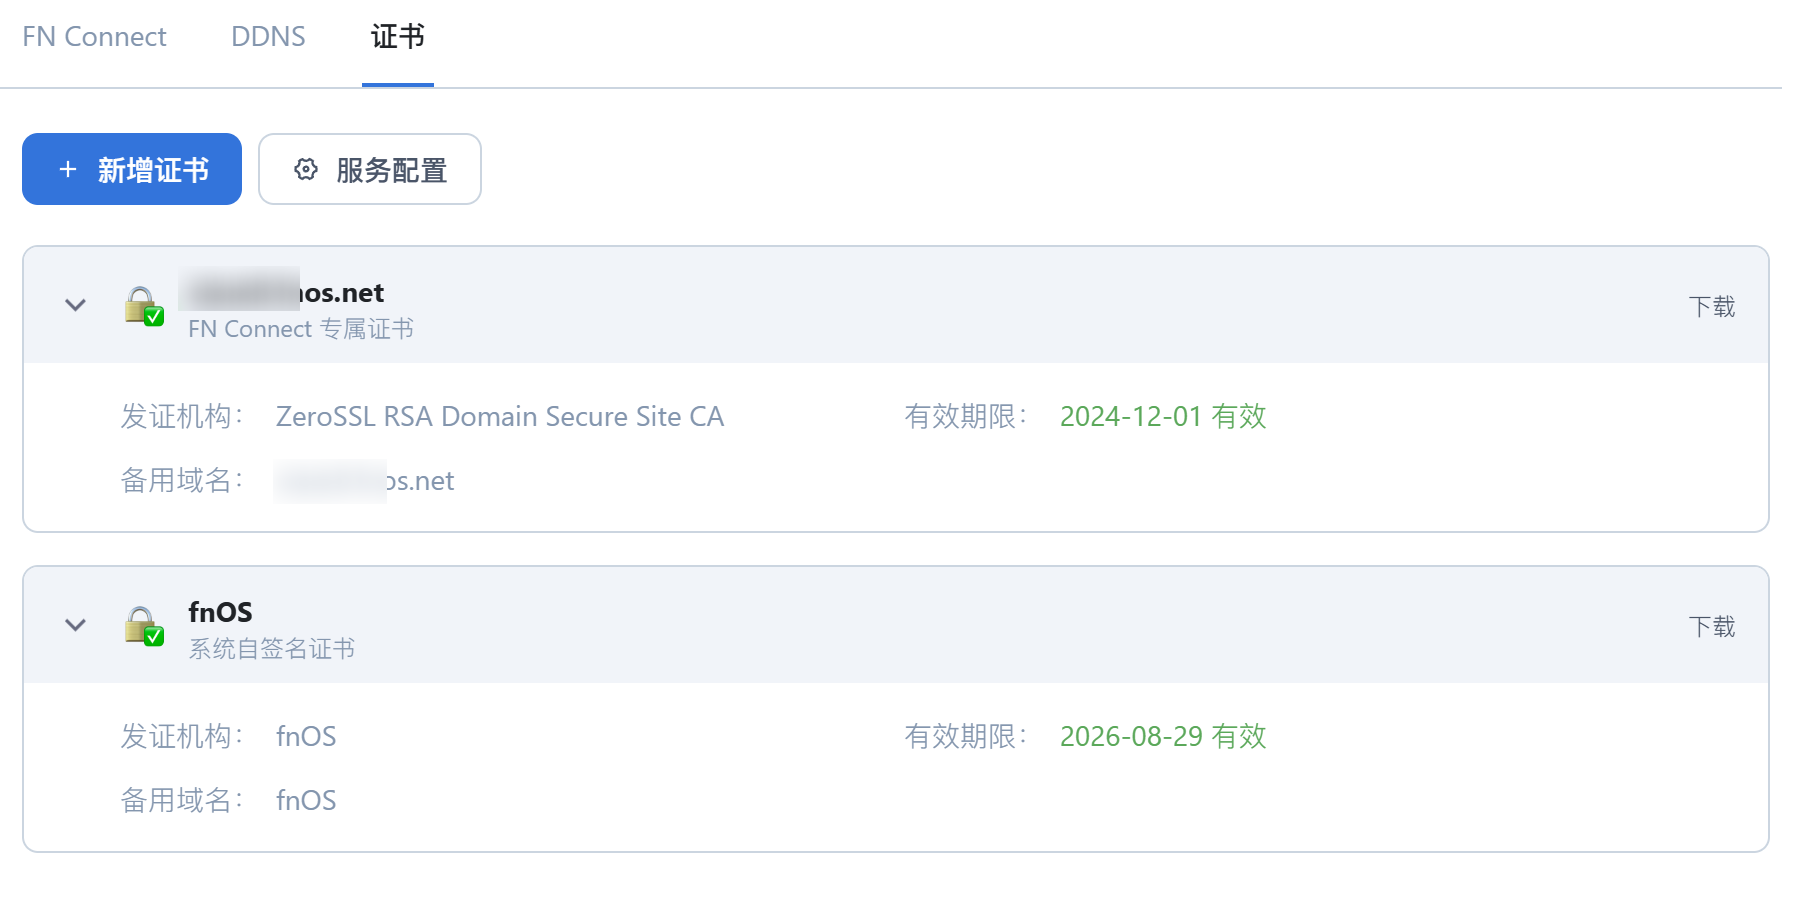 FN Connect DDNS 证书
+ 新增证书 服务配置
os.net
FN Connect 专属证书
下载
发证机构： ZeroSSL RSA Domain Secure Site CA 有效期限： 2024-12-01 有效
备用域名： os.net
fnOS
系统自签名证书
下载
发证机构： fnOS 有效期限： 2026-08-29 有效
备用域名： fnOS